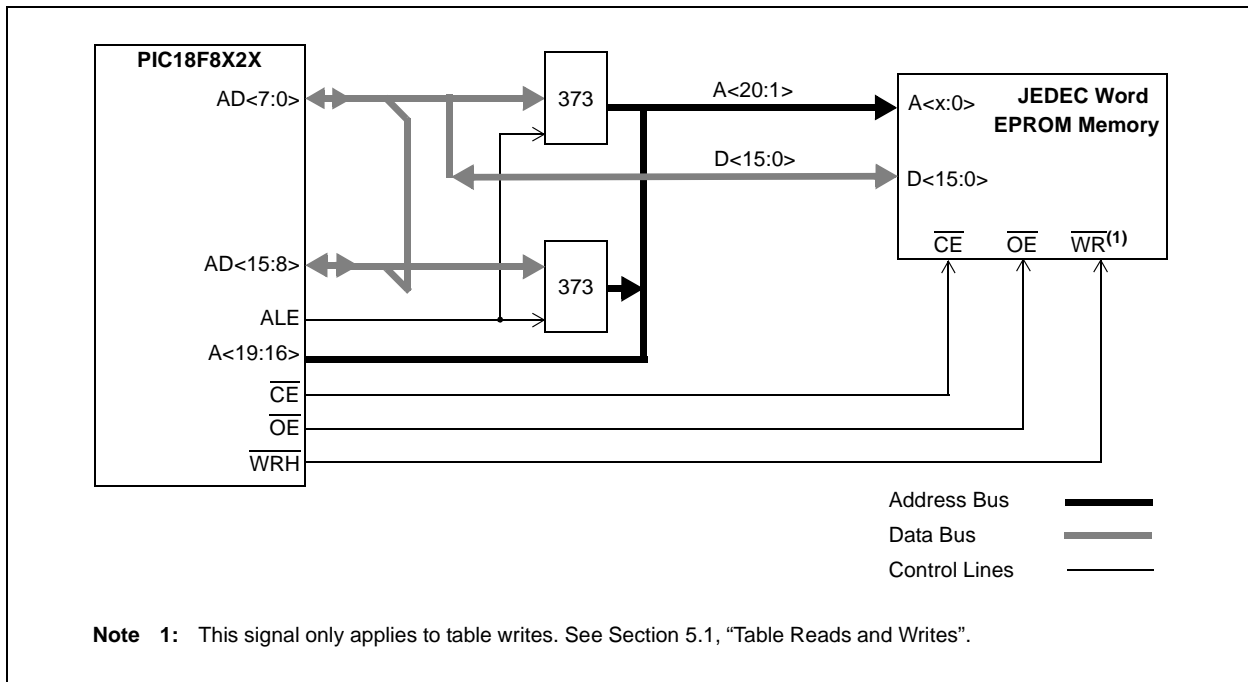 PIC18F8X2X
AD<7:0>
373
A<20:1>
A<x:0>
JEDEC Word
EPROM Memory
D<15:0>
D<15:0>
CE
OE
WR(1)
AD<15:8>
373
ALE
A<19:16>
CE
OE
WRH
Address Bus
Data Bus
Control Lines
Note 1: This signal only applies to table writes. See Section 5.1, “Table Reads and Writes”.